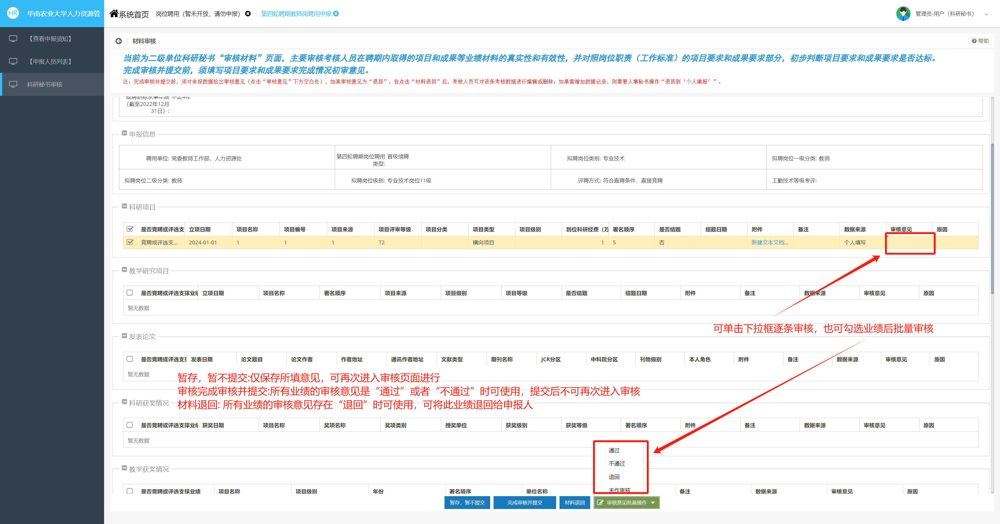 HR 华南农业大学人力资源管
系统首页 岗位聘用（暂未开放，请勿申报） 第四轮聘期教师岗聘用申报
管理员-用户（科研秘书）
【查看申报须知】
【申报人员列表】
科研秘书审核
材料审核
帮助
当前为二级单位科研秘书“审核材料”页面，主要审核考核人员在聘期内取得的项目和成果等业绩材料的真实性和有效性，并对照岗位职责（工作标准）的项目要求和成果要求部分，初步判断项目要求和成果要求是否达标。
完成审核并提交前，须填写项目要求和成果要求完成情况初审意见。
注：完成审核并提交前，须对申报数据给出审核意见（点击“审核意见”下方空白处），如果审核意见为“退回”，在点击“材料退回”后，考核人员可对该条考核数据进行编辑或删除；如果需增加数据记录，则需要人事秘书操作“退回到‘个人填报’”。
现聘职称从事年限 不足4年
（截至2022年12月
31日）:
申报信息
聘用单位: 党委教师工作部、人力资源处 第四轮聘期岗位聘用 晋级续聘 拟聘岗位类别: 专业技术 拟聘岗位一级分类: 教师
类型:
拟聘岗位二级分类: 教师 拟聘岗位级别: 专业技术岗位11级 评聘方式: 符合直聘条件，直接竞聘 工勤技术等级考评:
科研项目
是否竞聘或评选支 立项日期 项目名称 项目编号 项目来源 项目评审等级 项目分类 项目类型 项目级别 到位科研经费（万 署名顺序 是否结题 结题日期 附件 备注 数据来源 审核意见 原因
竞聘或评选支... 2024-01-01 1 1 1 T2 横向项目 1 5 否 新建文本文档... 个人填写
教学研究项目
是否竞聘或评选支撑业绩 立项日期 项目名称 署名顺序 项目来源 项目级别 项目等级 是否结题 结题日期 附件 备注 数据来源 审核意见 原因
暂无数据
可单击下拉框逐条审核，也可勾选业绩后批量审核
发表论文
是否竞聘或评选支撑 发表日期 论文题目 论文作者 作者地址 通讯作者地址 文献类型 期刊名称 JCR分区 中科院分区 刊物级别 本人角色 附件 备注 数据来源 审核意见 原因
暂无数据
暂存，暂不提交:仅保存所填意见，可再次进入审核页面进行
审核完成审核并提交:所有业绩的审核意见是“通过”或者“不通过”时可使用，提交后不可再次进入审核
材料退回: 所有业绩的审核意见存在“退回”时可使用，可将此业绩退回给申报人
科研获奖情况
是否竞聘或评选支撑业绩 获奖日期 项目名称 奖项名称 奖项类别 授奖单位 获奖级别 获奖等级 署名顺序 附件 备注 数据来源 审核意见 原因
暂无数据
通过
不通过
退回
未作审核
教学获奖情况
是否竞聘或评选支撑业绩 项目名称 项目级别 年份 署名顺序 单位名称 备注 数据来源 审核意见 原因
暂存，暂不提交 完成审核并提交 材料退回 审核意见批量操作